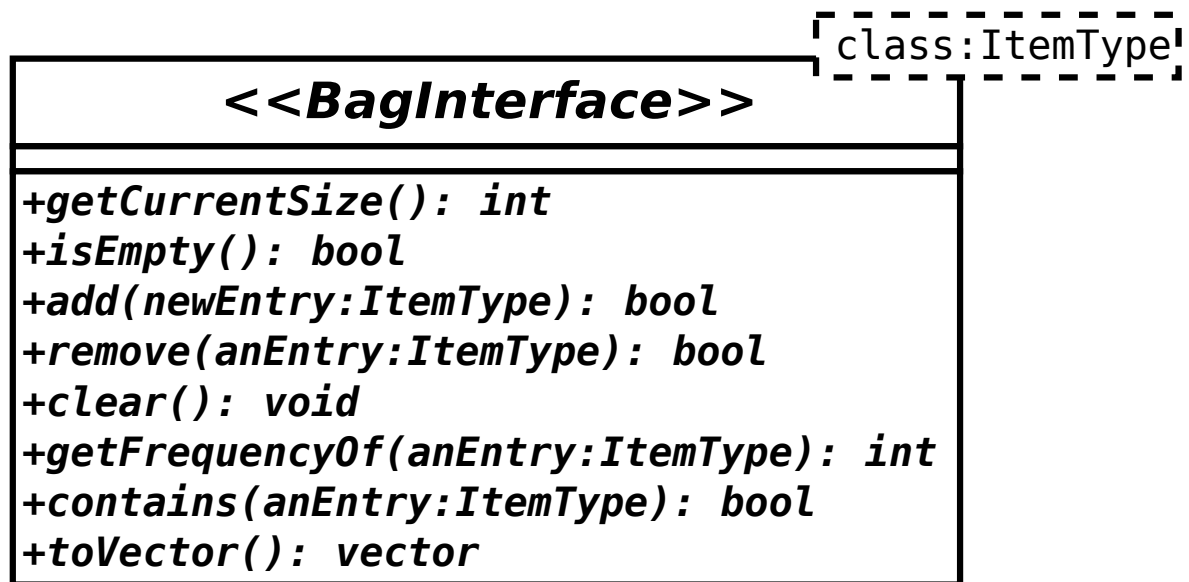 class:ItemType
<<BagInterface>>
+getCurrentSize(): int
+isEmpty(): bool
+add(newEntry:ItemType): bool
+remove(anEntry:ItemType): bool
+clear(): void
+getFrequencyOf(anEntry:ItemType): int
+contains(anEntry:ItemType): bool
+toVector(): vector